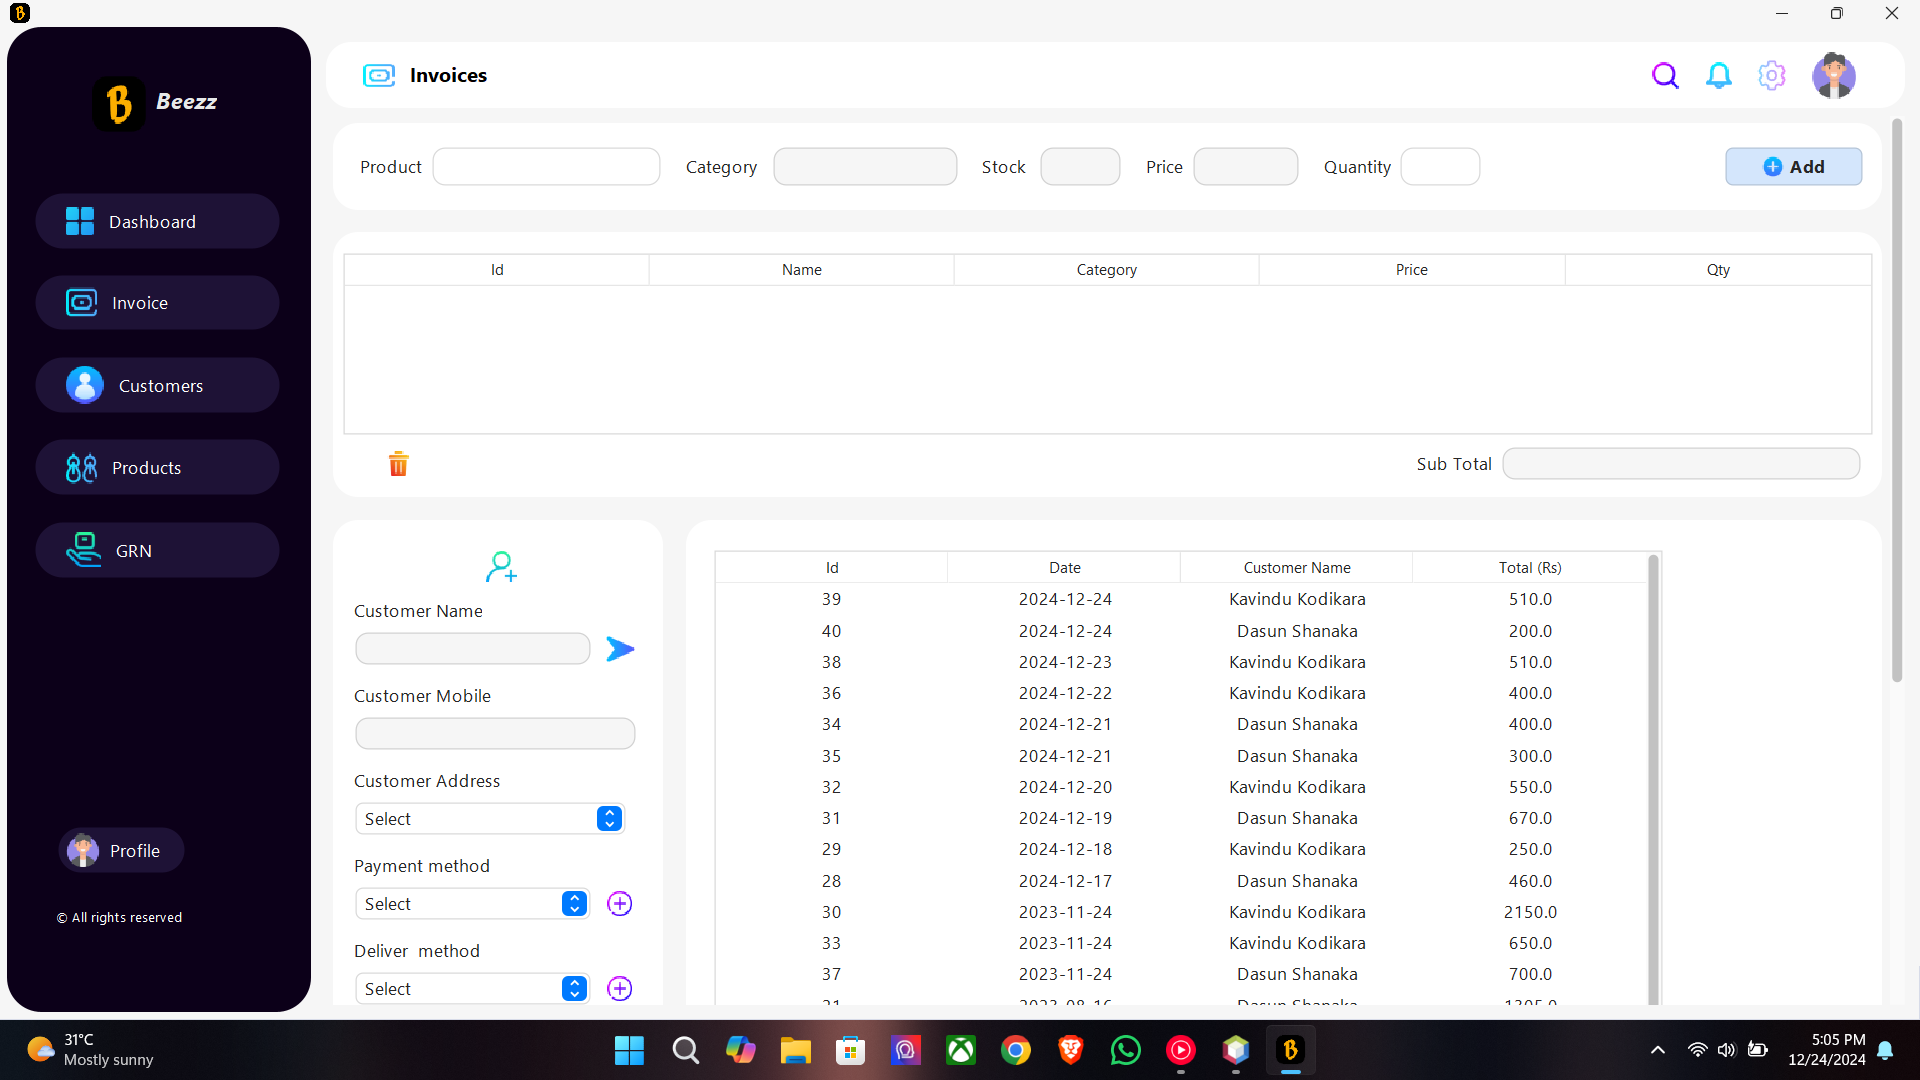 B
Beezz
Dashboard
Invoice
Customers
Products
GRN
Profile
© All rights reserved
Invoices
Product
Category
Stock
Price
Quantity
Add
Id Name Category Price Qty
Sub Total
Customer Name
Customer Mobile
Customer Address
Select
Payment method
Select
Deliver method
Select
Id Date Customer Name Total (Rs)
39 2024-12-24 Kavindu Kodikara 510.0
40 2024-12-24 Dasun Shanaka 200.0
38 2024-12-23 Kavindu Kodikara 510.0
36 2024-12-22 Kavindu Kodikara 400.0
34 2024-12-21 Dasun Shanaka 400.0
35 2024-12-21 Dasun Shanaka 300.0
32 2024-12-20 Kavindu Kodikara 550.0
31 2024-12-19 Dasun Shanaka 670.0
29 2024-12-18 Kavindu Kodikara 250.0
28 2024-12-17 Dasun Shanaka 460.0
30 2023-11-24 Kavindu Kodikara 2150.0
33 2023-11-24 Kavindu Kodikara 650.0
37 2023-11-24 Dasun Shanaka 700.0
Dasun Shanaka
31°C
Mostly sunny
5:05 PM
12/24/2024